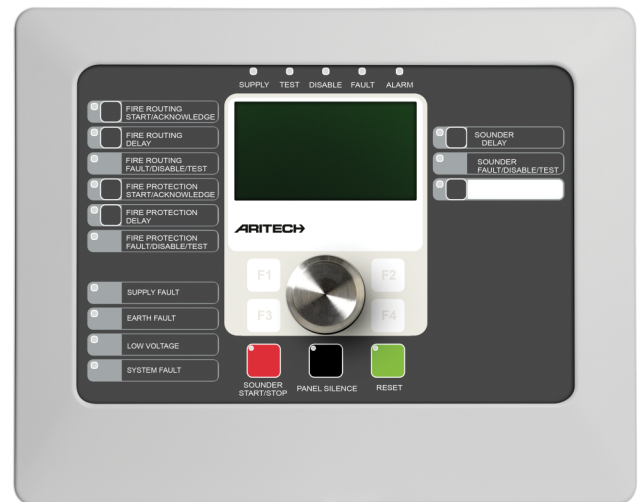 SUPPLY TEST DISABLE FAULT ALARM
FIRE ROUTING
START/ACKNOWLEDGE
FIRE ROUTING
DELAY
FIRE ROUTING
FAULT/DISABLE/TEST
FIRE PROTECTION
START/ACKNOWLEDGE
FIRE PROTECTION
DELAY
FIRE PROTECTION
FAULT/DISABLE/TEST
SUPPLY FAULT
EARTH FAULT
LOW VOLTAGE
SYSTEM FAULT
ARITECH
F1
F2
F3
F4
SOUNDER
START/STOP
PANEL SILENCE
RESET
SOUNDER
DELAY
SOUNDER
FAULT/DISABLE/TEST